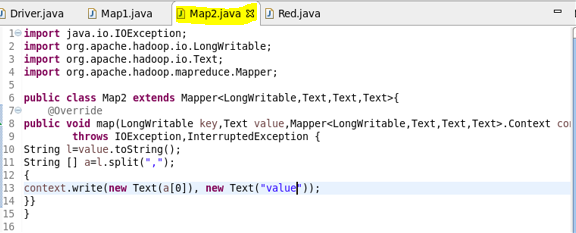 Driver.java Map1.java Map2.java Red.java
1 import java.io.IOException;
2 import org.apache.hadoop.io.LongWritable;
3 import org.apache.hadoop.io.Text;
4 import org.apache.hadoop.mapreduce.Mapper;
5
6 public class Map2 extends Mapper<LongWritable,Text,Text,Text>{
7 @Override
8 public void map(LongWritable key,Text value,Mapper<LongWritable,Text,Text,Text>.Context co
9 throws IOException,InterruptedException {
10 String l=value.toString();
11 String [] a=l.split(",");
12 {
13 context.write(new Text(a[0]), new Text("value"));
14 }}
15 }
16